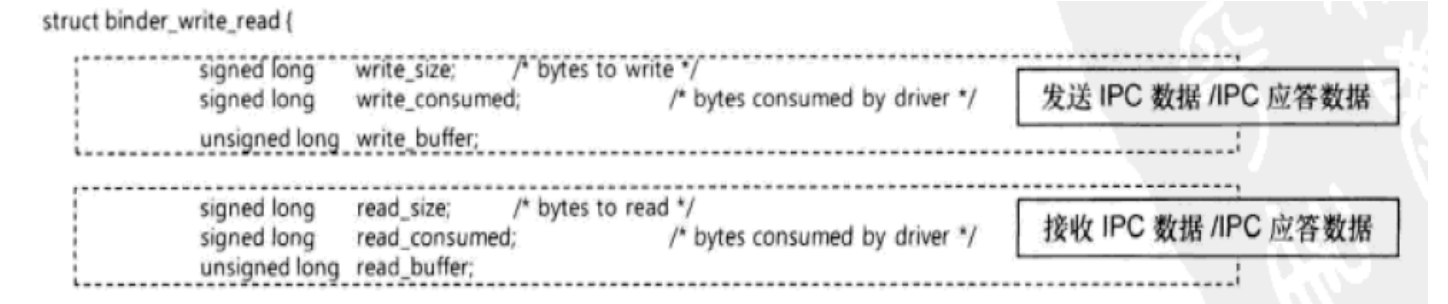 struct binder_write_read {
signed long write_size; /* bytes to write */
signed long write_consumed; /* bytes consumed by driver */
发送 IPC 数据 /IPC 应答数据
unsigned long write_buffer;
signed long read_size; /* bytes to read */
signed long read_consumed; /* bytes consumed by driver */
接收 IPC 数据 /IPC 应答数据
unsigned long read_buffer;